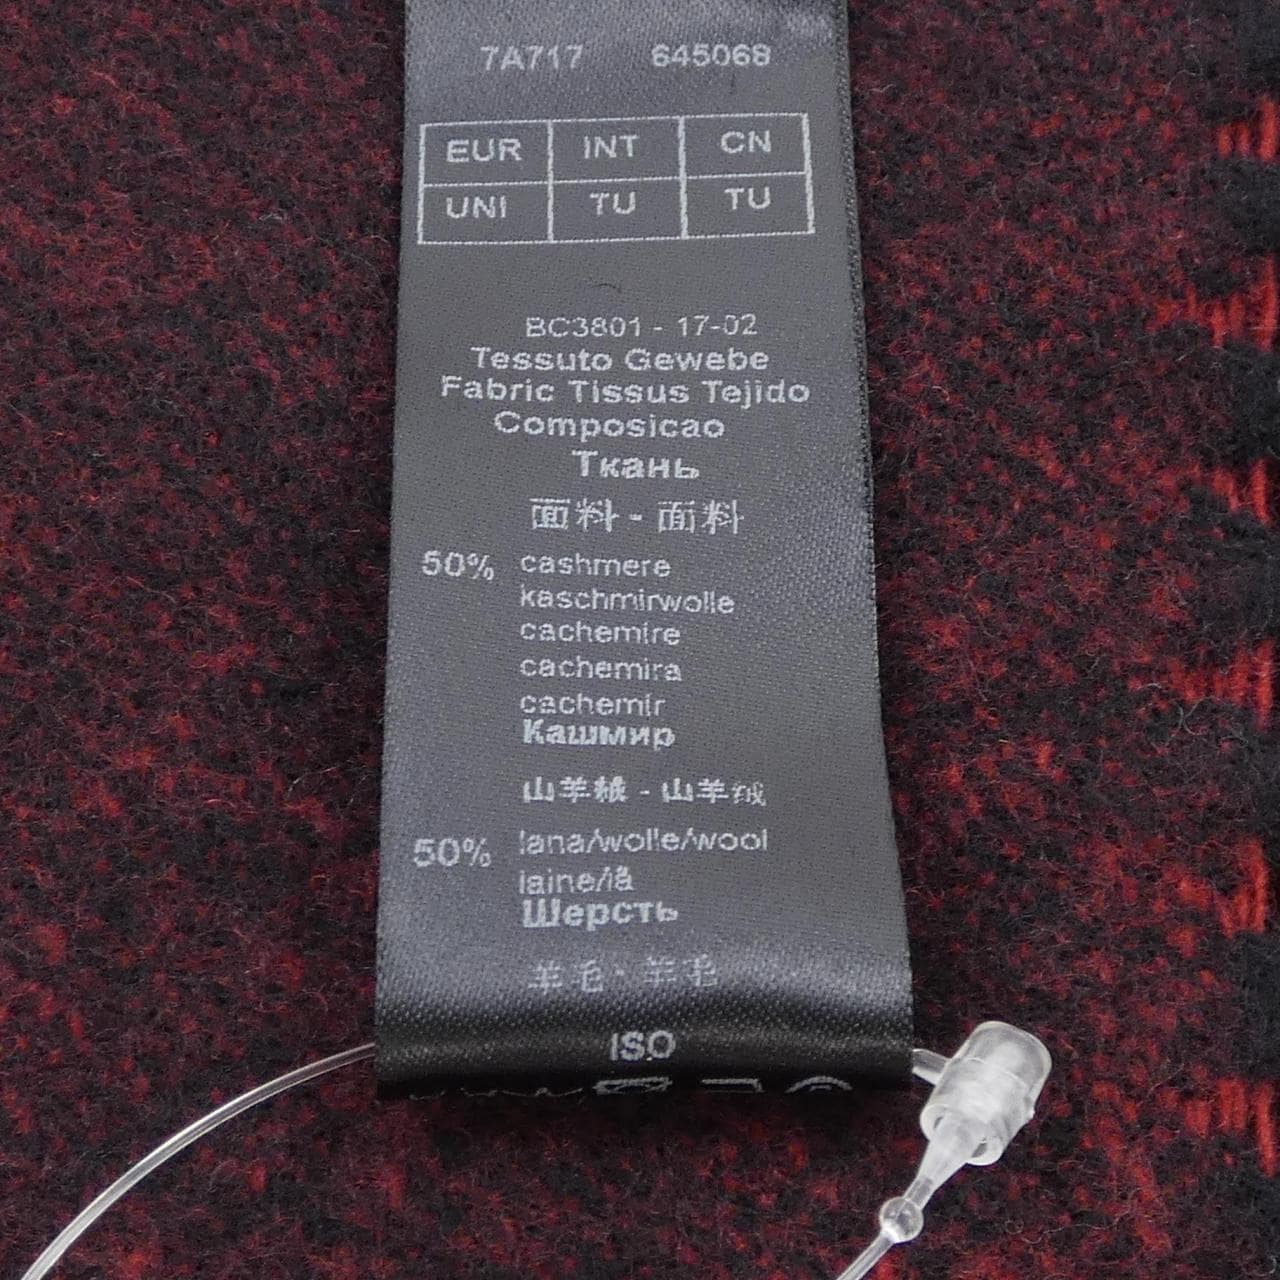 7A717 645068
EUR INT CN
UNI TU TU
BC3801 - 17-02
Tessuto Gewebe
Fabric Tissus Tejido
Composicao
Ткань
面料 - 面料
50% cashmere
kaschmirwolle
cachemire
cachemira
cachemir
Кашмир
山羊绒 - 山羊绒
50% lana/wolle/wool
laine/lã
Шерсть
羊毛 - 羊毛
ISO